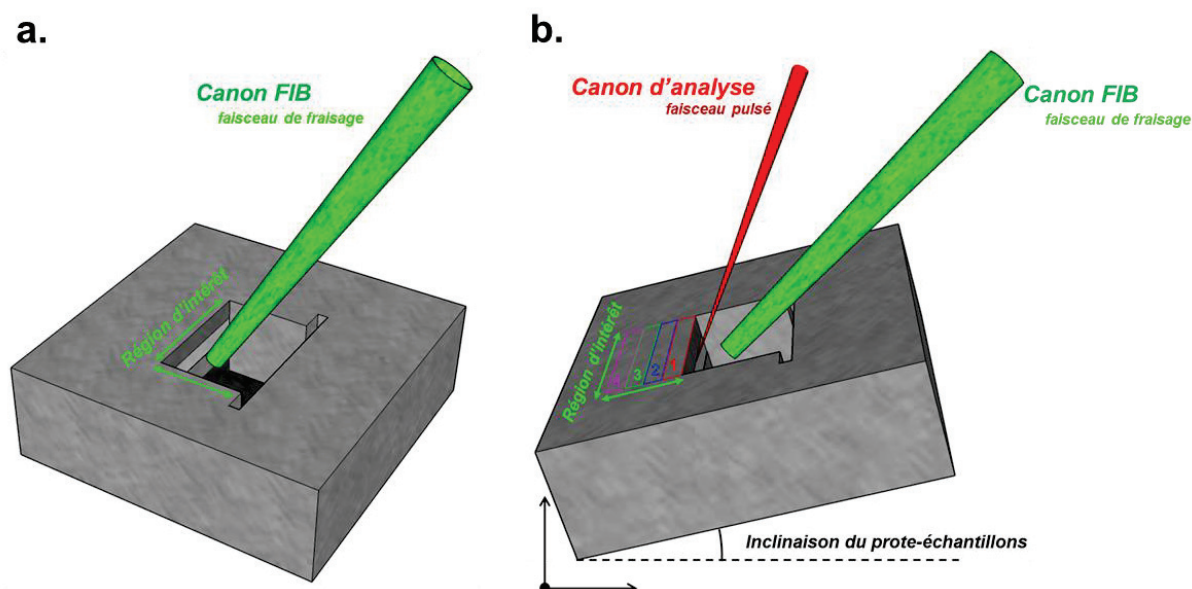 a.
Canon FIB
faisceau de fraisage
Région d'intérêt
b.
Canon d'analyse
faisceau pulsé
Canon FIB
faisceau de fraisage
Région d'intérêt
3
2
1
Inclinaison du prote-échantillons